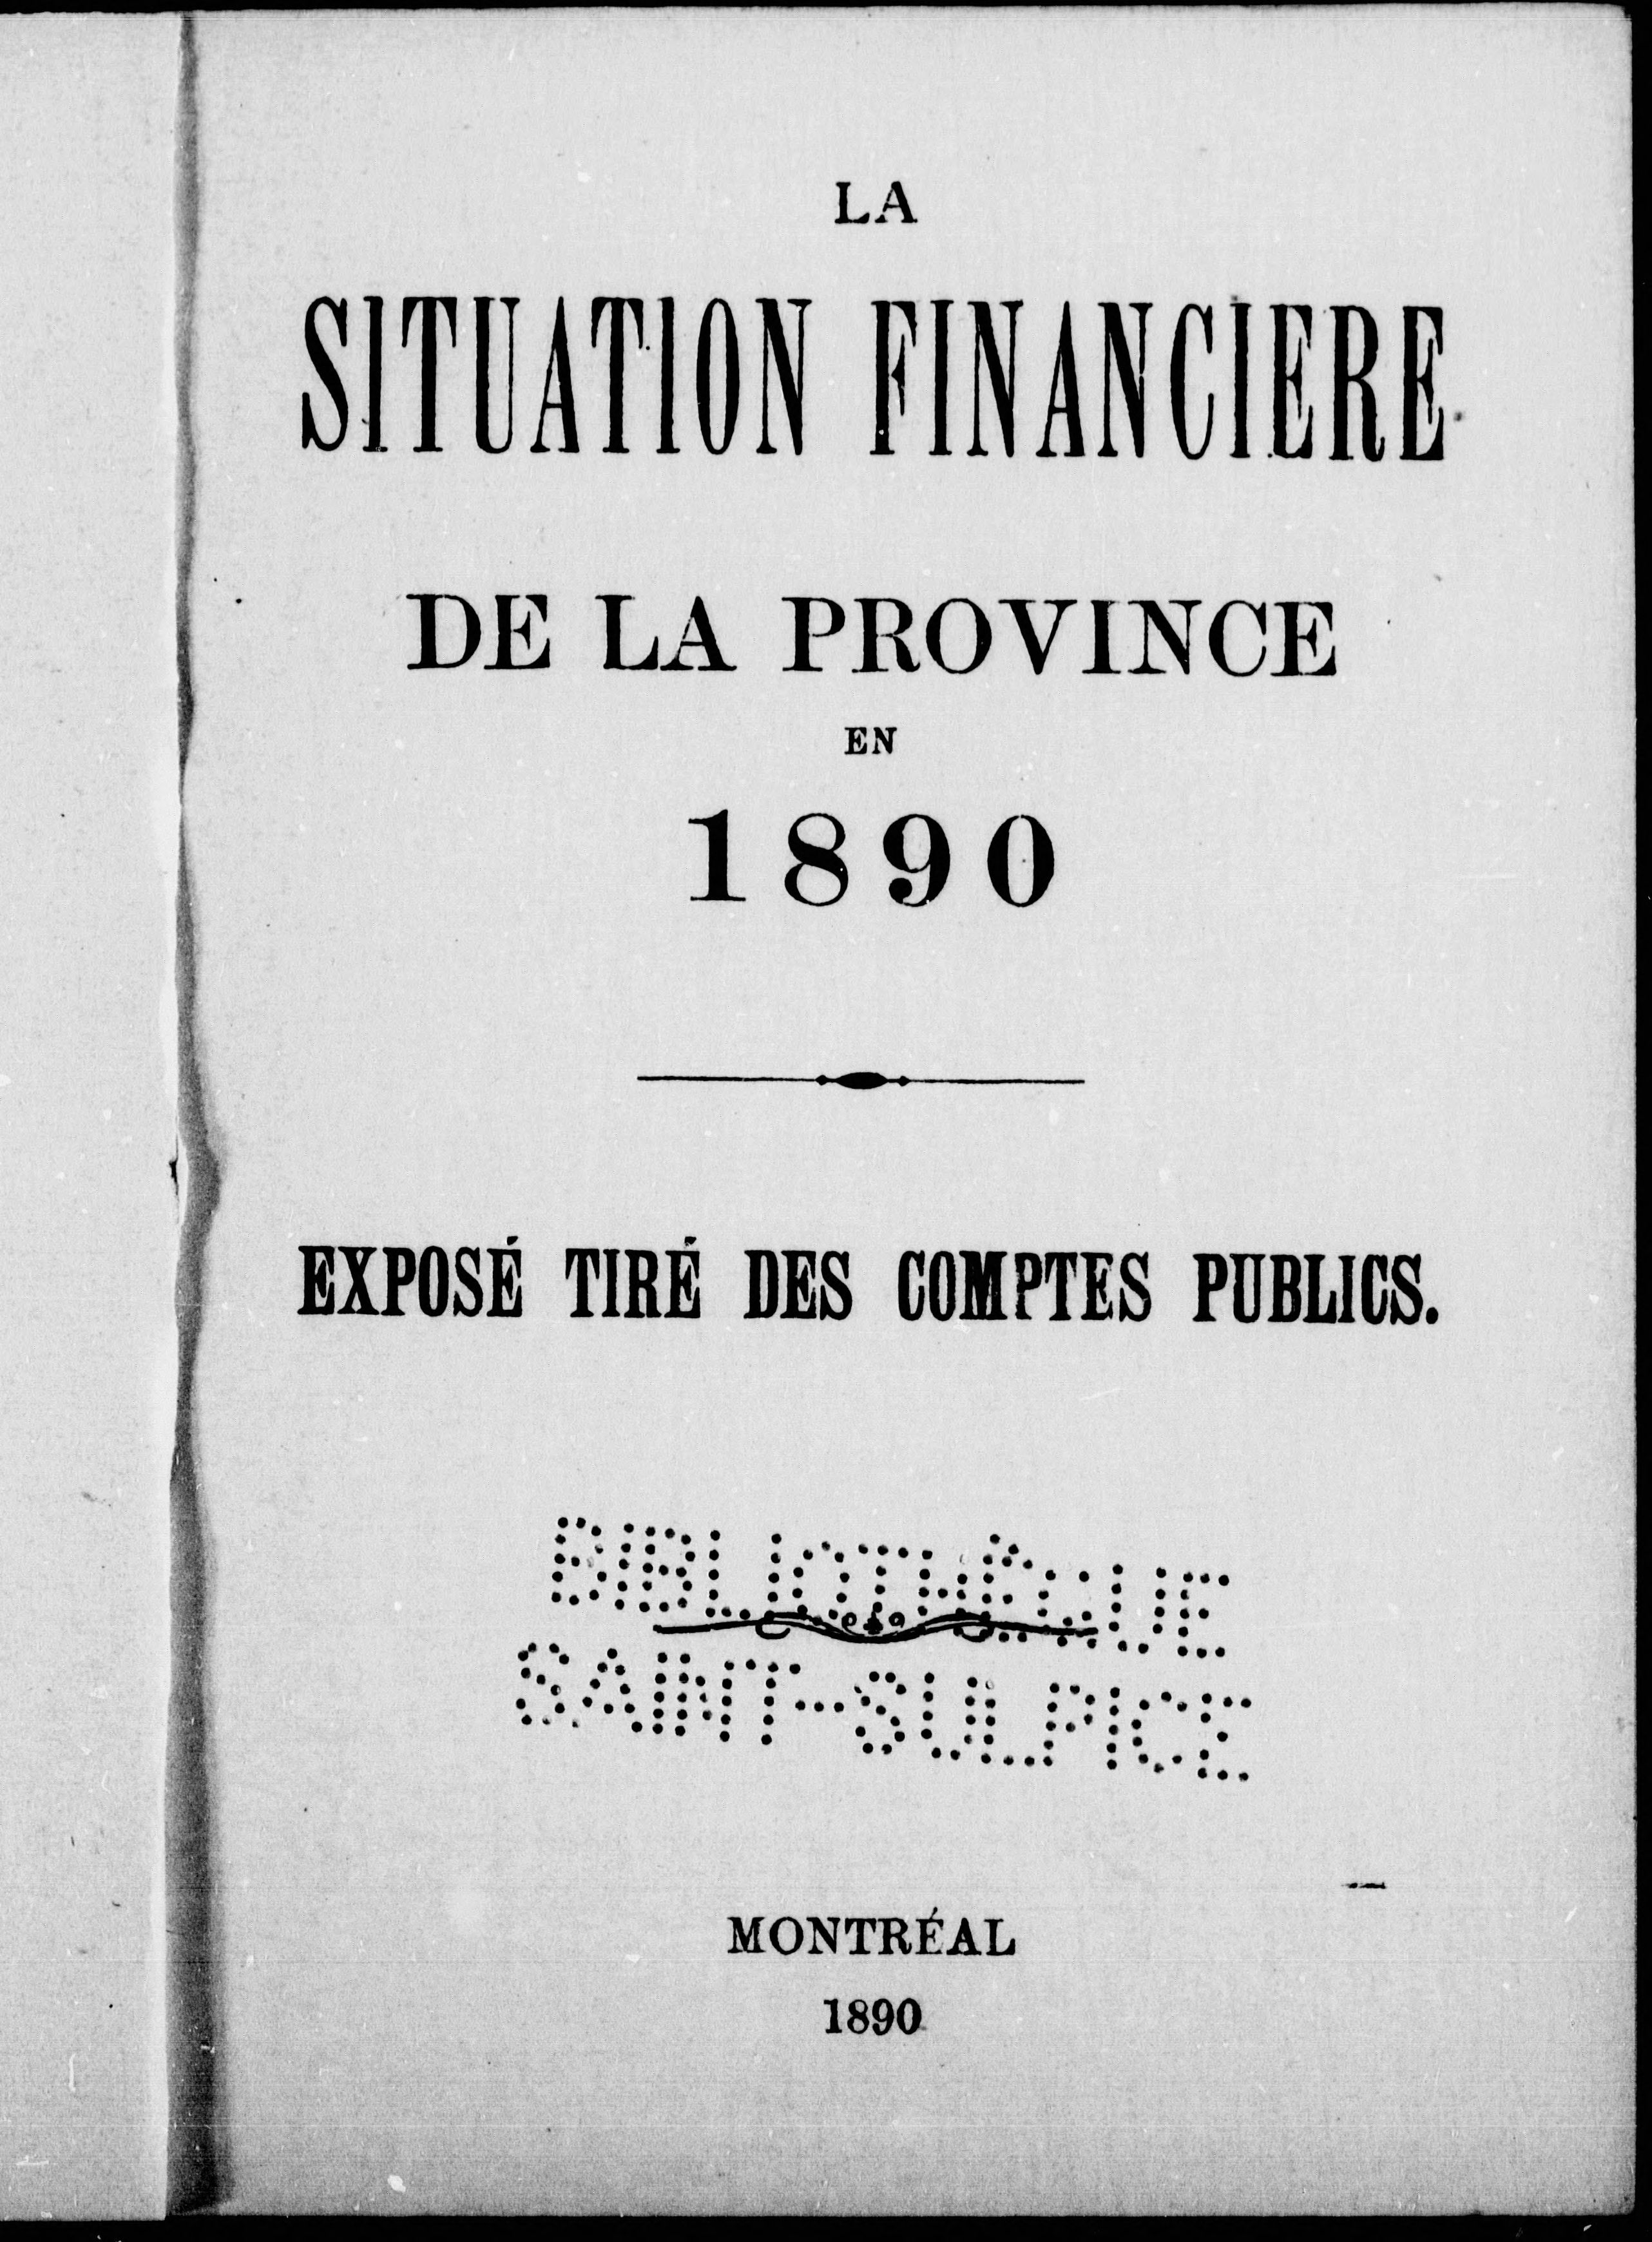 LA
SITUATION FINANCIERE
DE LA PROVINCE
EN
1890
EXPOSÉ TIRÉ DES COMPTES PUBLICS.
BIBLIOTHÈQUE
SAINT-SULPICE
MONTRÉAL
1890